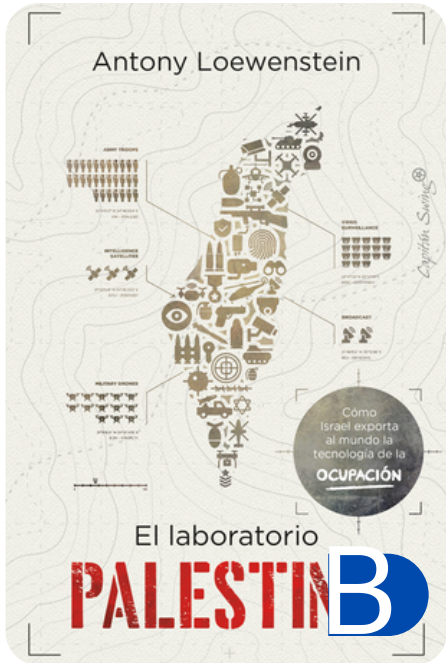 Antony Loewenstein
ARMY TROOPS
VIDEO
SURVEILLANCE
Capitán Swing
INTELLIGENCE
SATELLITES
BROADCAST
MILITARY DRONES
Cómo
Israel exporta
al mundo la
tecnología de la
OCUPACIÓN
El laboratorio
PALESTIN
B